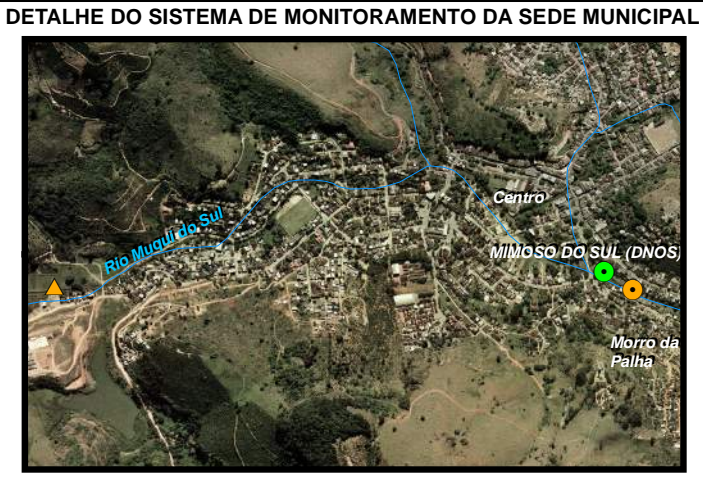 DETALHE DO SISTEMA DE MONITORAMENTO DA SEDE MUNICIPAL
Centro
Rio Muqui do Sul
MIMOSO DO SUL (DNOS)
Morro da
Palha